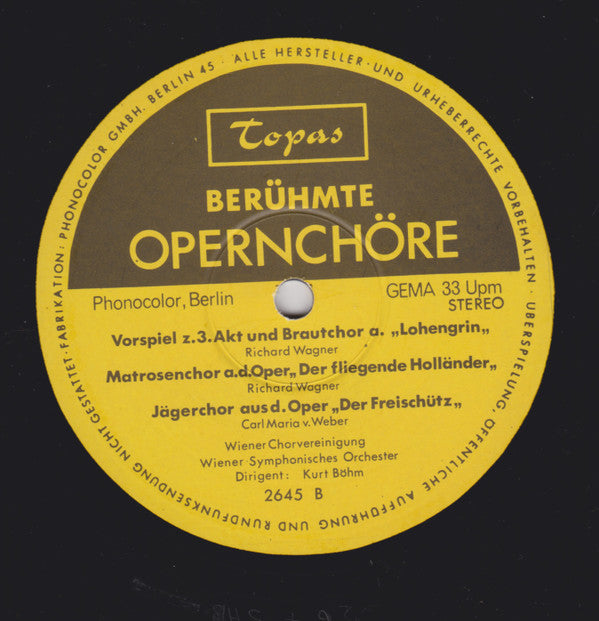 Topas
BERÜHMTE
OPERNCHÖRE
Phonocolor, Berlin
GEMA 33 Upm
STEREO
Vorspiel z.3.Akt und Brautchor a. „Lohengrin„
Richard Wagner
Matrosenchor a.d.Oper„Der fliegende Holländer„
Richard Wagner
Jägerchor aus d. Oper „Der Freischütz„
Carl Maria v. Weber
Wiener Chorvereinigung
Wiener Symphonisches Orchester
Dirigent: Kurt Böhm
2645 B
FABRIKATION: PHONOCOLOR GMBH. BERLIN 45 · ALLE HERSTELLER- UND URHEBERRECHTE VORBEHALTEN · ÜBERSPIELUNG, ÖFFENTLICHE AUFFÜHRUNG UND RUNDFUNKSENDUNG NICHT GESTATTET ·